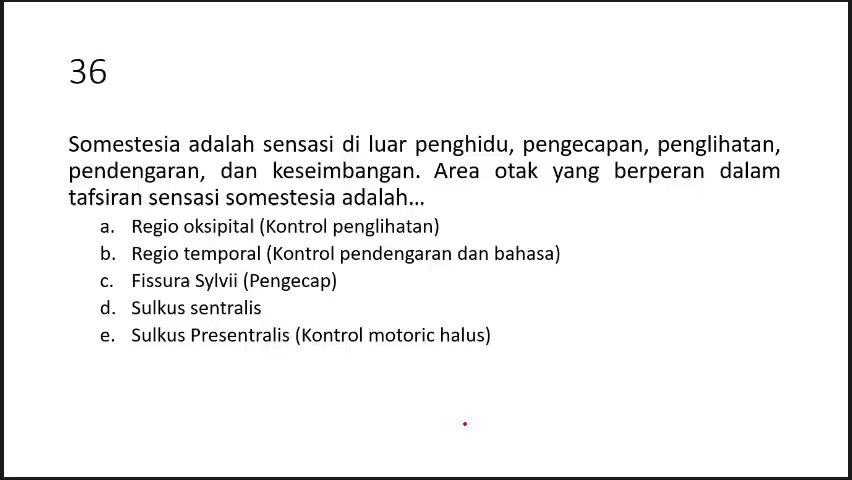 36
Somestesia adalah sensasi di luar penghidu, pengecapan, penglihatan,
pendengaran, dan keseimbangan. Area otak yang berperan dalam
tafsiran sensasi somestesia adalah…
a. Regio oksipital (Kontrol penglihatan)
b. Regio temporal (Kontrol pendengaran dan bahasa)
c. Fissura Sylvii (Pengecap)
d. Sulkus sentralis
e. Sulkus Presentralis (Kontrol motoric halus)